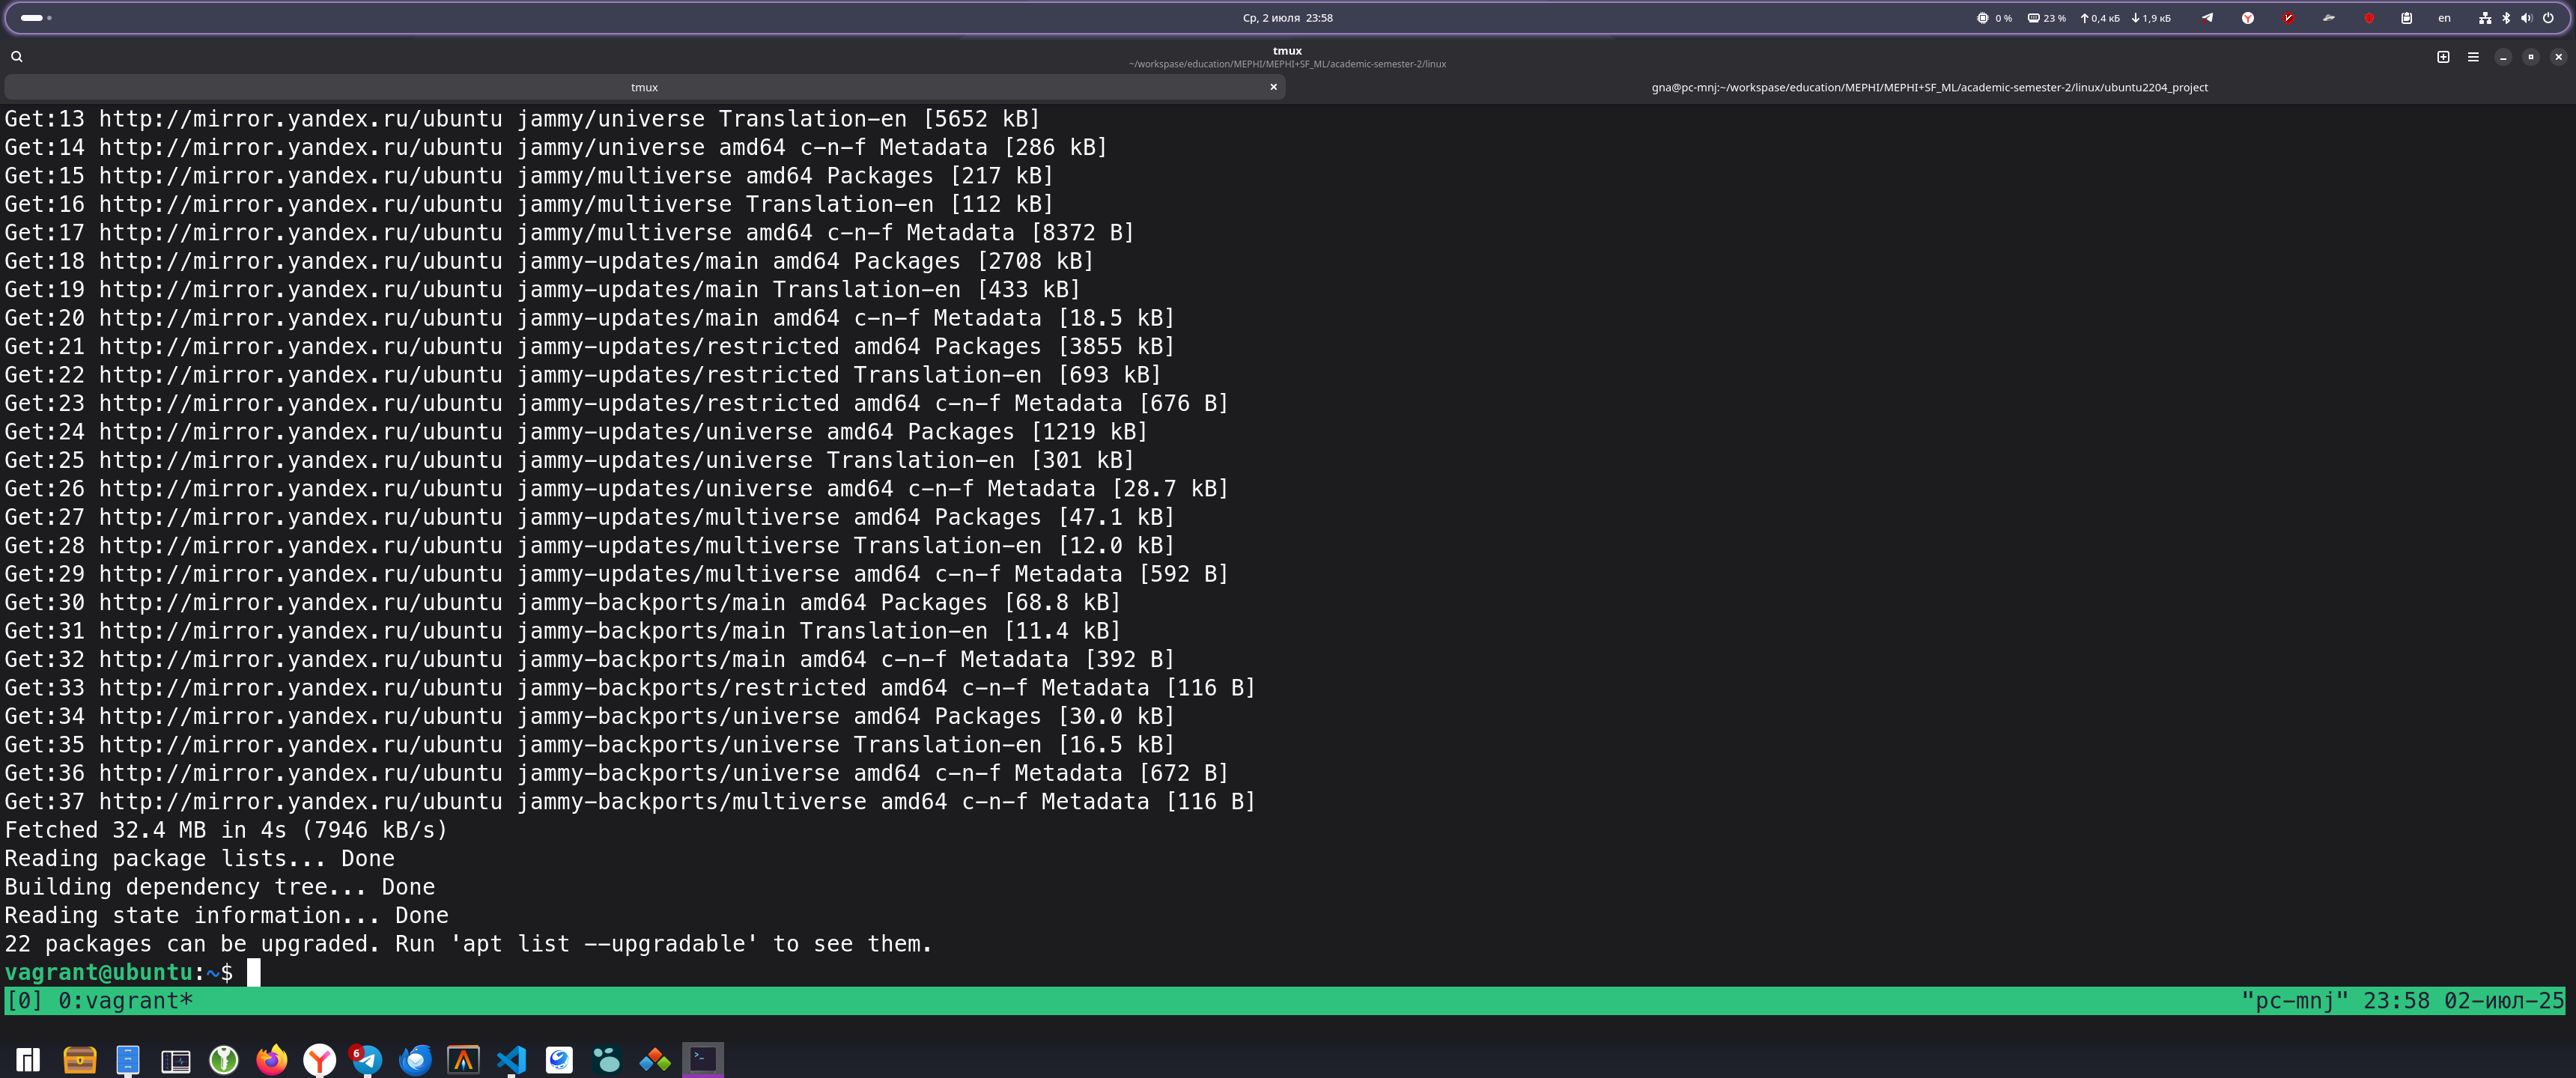 Ср, 2 июля 23:58
0 % 23 % 0,4 кБ 1,9 кБ en
tmux
~/workspase/education/MEPHI/MEPHI+SF_ML/academic-semester-2/linux
tmux
gna@pc-mnj:~/workspase/education/MEPHI/MEPHI+SF_ML/academic-semester-2/linux/ubuntu2204_project
Get:13 http://mirror.yandex.ru/ubuntu jammy/universe Translation-en [5652 kB]
Get:14 http://mirror.yandex.ru/ubuntu jammy/universe amd64 c-n-f Metadata [286 kB]
Get:15 http://mirror.yandex.ru/ubuntu jammy/multiverse amd64 Packages [217 kB]
Get:16 http://mirror.yandex.ru/ubuntu jammy/multiverse Translation-en [112 kB]
Get:17 http://mirror.yandex.ru/ubuntu jammy/multiverse amd64 c-n-f Metadata [8372 B]
Get:18 http://mirror.yandex.ru/ubuntu jammy-updates/main amd64 Packages [2708 kB]
Get:19 http://mirror.yandex.ru/ubuntu jammy-updates/main Translation-en [433 kB]
Get:20 http://mirror.yandex.ru/ubuntu jammy-updates/main amd64 c-n-f Metadata [18.5 kB]
Get:21 http://mirror.yandex.ru/ubuntu jammy-updates/restricted amd64 Packages [3855 kB]
Get:22 http://mirror.yandex.ru/ubuntu jammy-updates/restricted Translation-en [693 kB]
Get:23 http://mirror.yandex.ru/ubuntu jammy-updates/restricted amd64 c-n-f Metadata [676 B]
Get:24 http://mirror.yandex.ru/ubuntu jammy-updates/universe amd64 Packages [1219 kB]
Get:25 http://mirror.yandex.ru/ubuntu jammy-updates/universe Translation-en [301 kB]
Get:26 http://mirror.yandex.ru/ubuntu jammy-updates/universe amd64 c-n-f Metadata [28.7 kB]
Get:27 http://mirror.yandex.ru/ubuntu jammy-updates/multiverse amd64 Packages [47.1 kB]
Get:28 http://mirror.yandex.ru/ubuntu jammy-updates/multiverse Translation-en [12.0 kB]
Get:29 http://mirror.yandex.ru/ubuntu jammy-updates/multiverse amd64 c-n-f Metadata [592 B]
Get:30 http://mirror.yandex.ru/ubuntu jammy-backports/main amd64 Packages [68.8 kB]
Get:31 http://mirror.yandex.ru/ubuntu jammy-backports/main Translation-en [11.4 kB]
Get:32 http://mirror.yandex.ru/ubuntu jammy-backports/main amd64 c-n-f Metadata [392 B]
Get:33 http://mirror.yandex.ru/ubuntu jammy-backports/restricted amd64 c-n-f Metadata [116 B]
Get:34 http://mirror.yandex.ru/ubuntu jammy-backports/universe amd64 Packages [30.0 kB]
Get:35 http://mirror.yandex.ru/ubuntu jammy-backports/universe Translation-en [16.5 kB]
Get:36 http://mirror.yandex.ru/ubuntu jammy-backports/universe amd64 c-n-f Metadata [672 B]
Get:37 http://mirror.yandex.ru/ubuntu jammy-backports/multiverse amd64 c-n-f Metadata [116 B]
Fetched 32.4 MB in 4s (7946 kB/s)
Reading package lists... Done
Building dependency tree... Done
Reading state information... Done
22 packages can be upgraded. Run 'apt list --upgradable' to see them.
vagrant@ubuntu:~$
[0] 0:vagrant* "pc-mnj" 23:58 02-июл-25
6